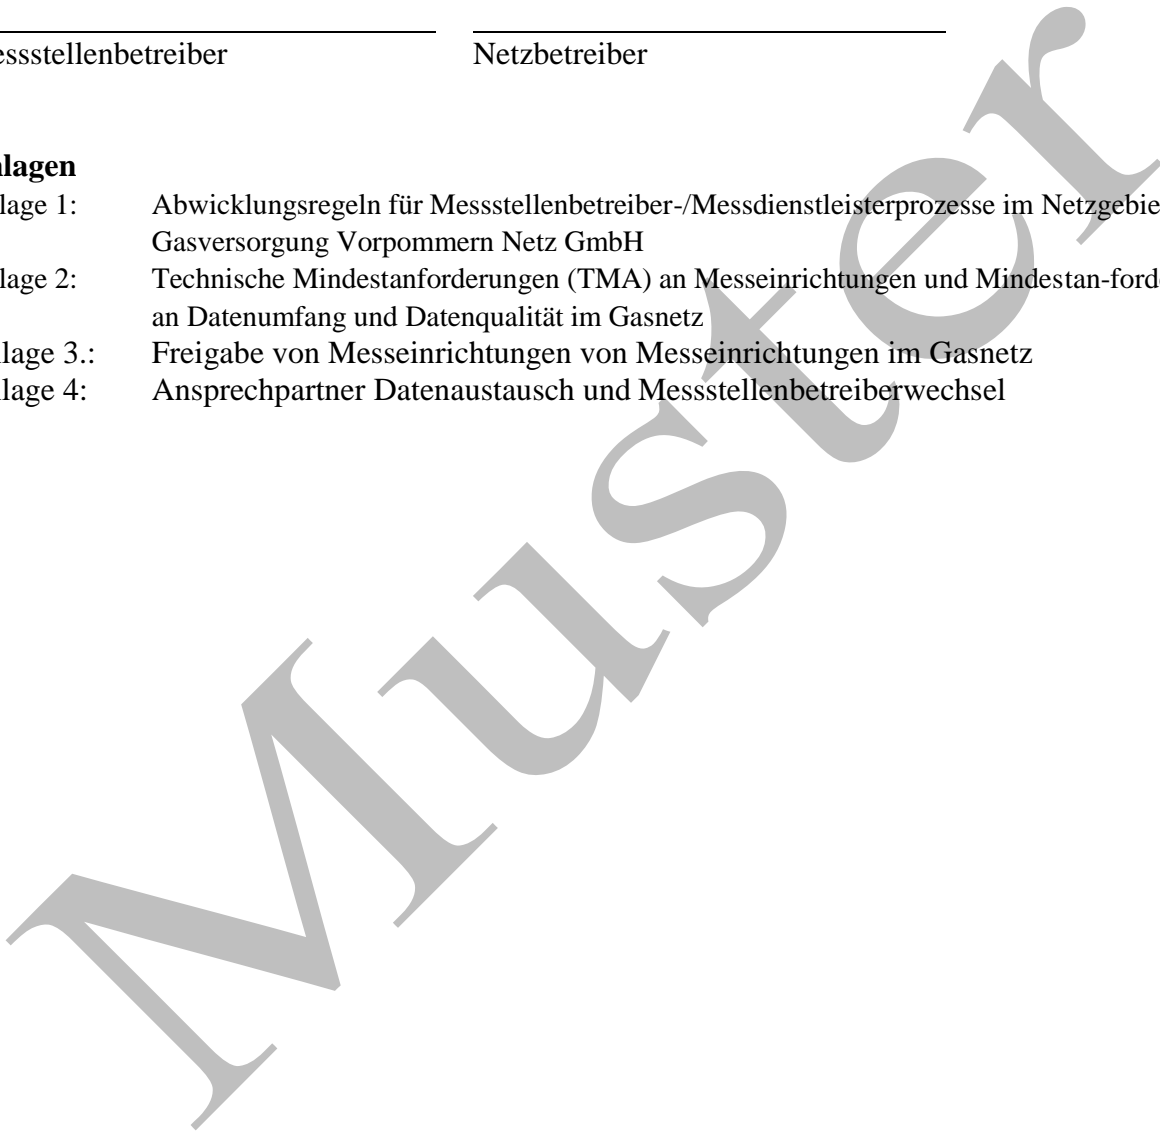 essstellenbetreiber Netzbetreiber
nlagen
lage 1: Abwicklungsregeln für Messstellenbetreiber-/Messdienstleisterprozesse im Netzgebie
Gasversorgung Vorpommern Netz GmbH
lage 2: Technische Mindestanforderungen (TMA) an Messeinrichtungen und Mindestan-forde
an Datenumfang und Datenqualität im Gasnetz
lage 3.: Freigabe von Messeinrichtungen von Messeinrichtungen im Gasnetz
lage 4: Ansprechpartner Datenaustausch und Messstellenbetreiberwechsel
Muster